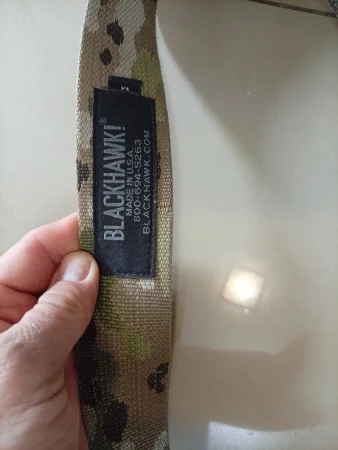 BLACKHAWK!®
MADE IN U.S.A.
800-694-5263
BLACKHAWK.COM